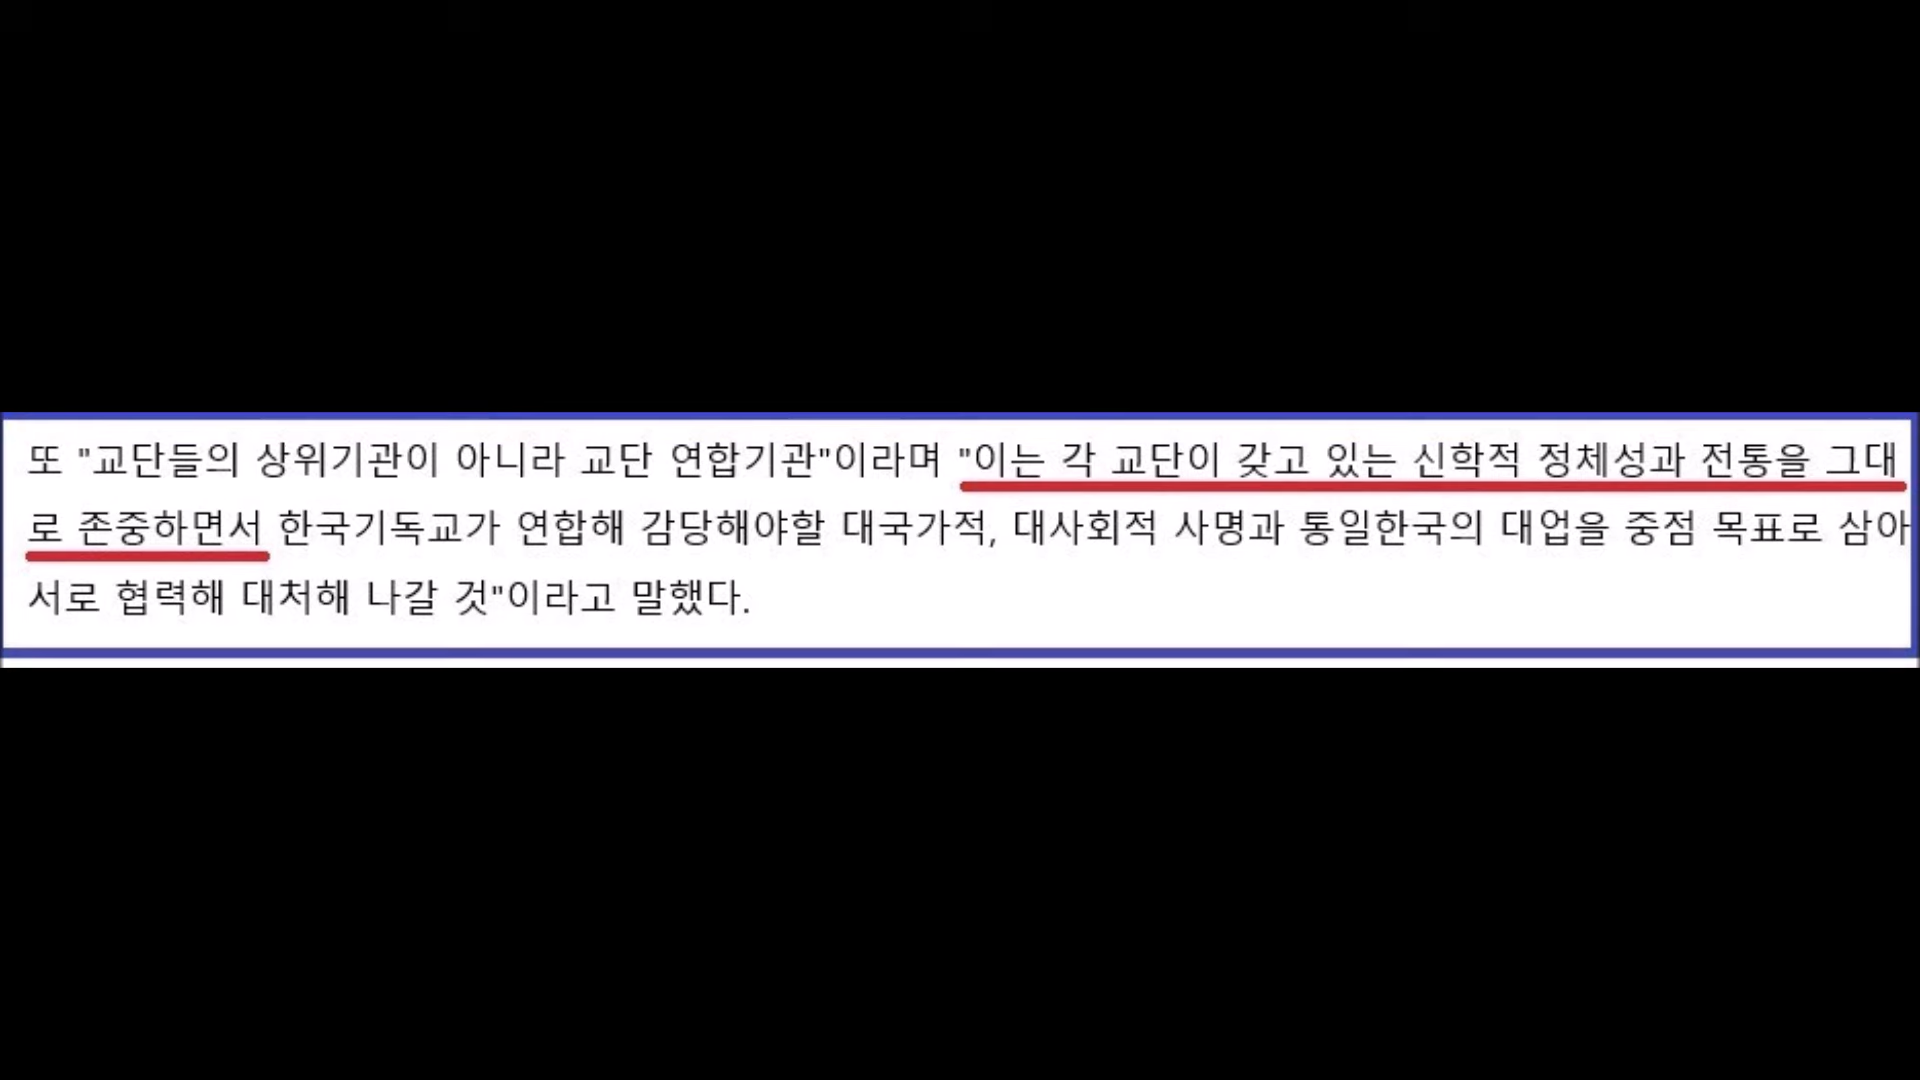 또 "교단들의 상위기관이 아니라 교단 연합기관"이라며 "이는 각 교단이 갖고 있는 신학적 정체성과 전통을 그대
로 존중하면서 한국기독교가 연합해 감당해야할 대국가적, 대사회적 사명과 통일한국의 대업을 중점 목표로 삼아
서로 협력해 대처해 나갈 것"이라고 말했다.